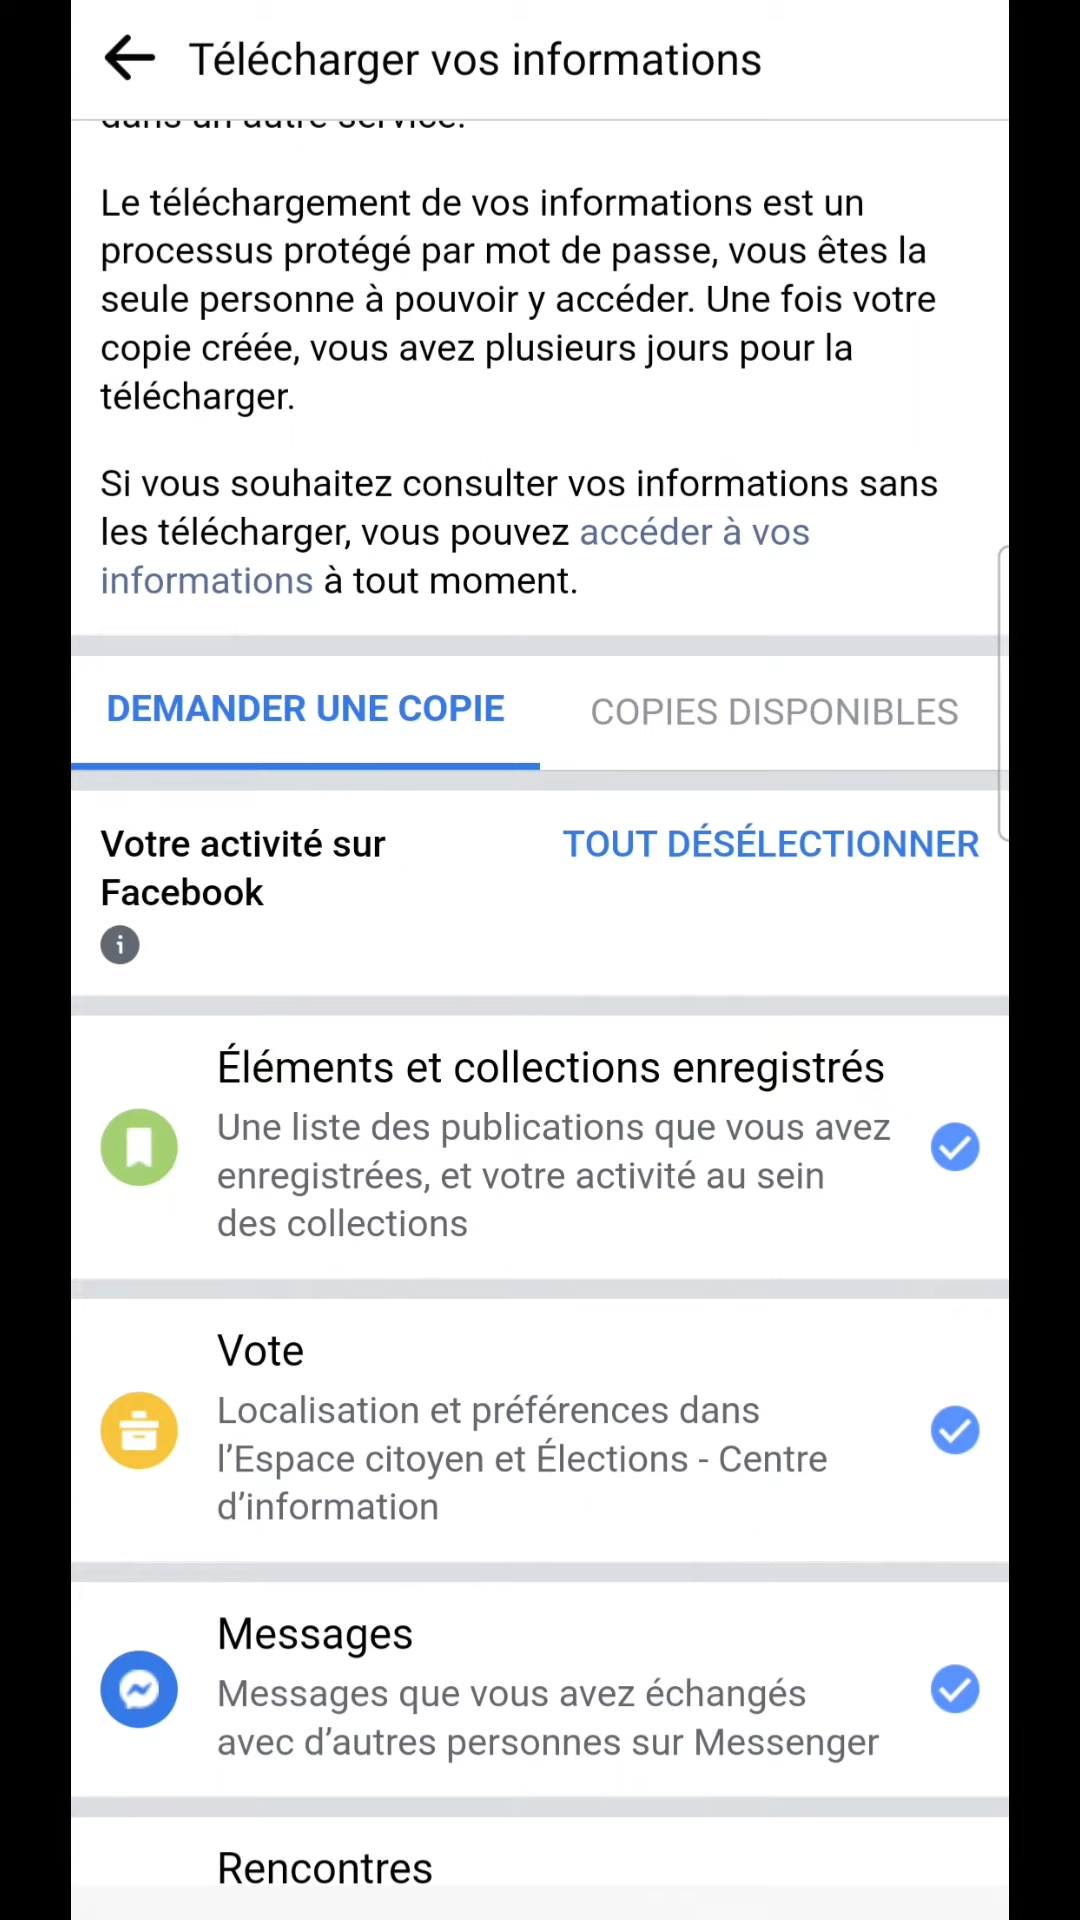 Télécharger vos informations
dans un autre service.
Le téléchargement de vos informations est un
processus protégé par mot de passe, vous êtes la
seule personne à pouvoir y accéder. Une fois votre
copie créée, vous avez plusieurs jours pour la
télécharger.
Si vous souhaitez consulter vos informations sans
les télécharger, vous pouvez accéder à vos
informations à tout moment.
DEMANDER UNE COPIE
COPIES DISPONIBLES
Votre activité sur
Facebook
TOUT DÉSÉLECTIONNER
Éléments et collections enregistrés
Une liste des publications que vous avez
enregistrées, et votre activité au sein
des collections
Vote
Localisation et préférences dans
l’Espace citoyen et Élections - Centre
d’information
Messages
Messages que vous avez échangés
avec d’autres personnes sur Messenger
Rencontres